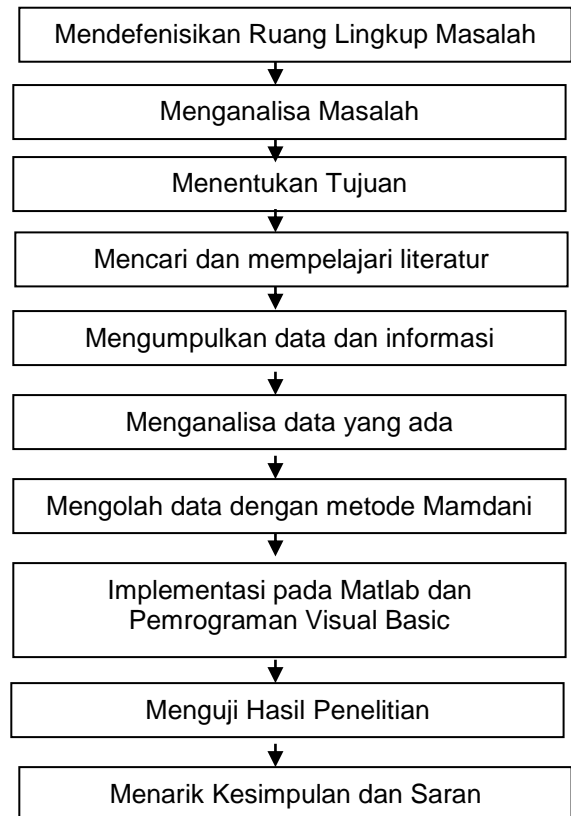 Mendefenisikan Ruang Lingkup Masalah
Menganalisa Masalah
Menentukan Tujuan
Mencari dan mempelajari literatur
Mengumpulkan data dan informasi
Menganalisa data yang ada
Mengolah data dengan metode Mamdani
Implementasi pada Matlab dan
Pemrograman Visual Basic
Menguji Hasil Penelitian
Menarik Kesimpulan dan Saran